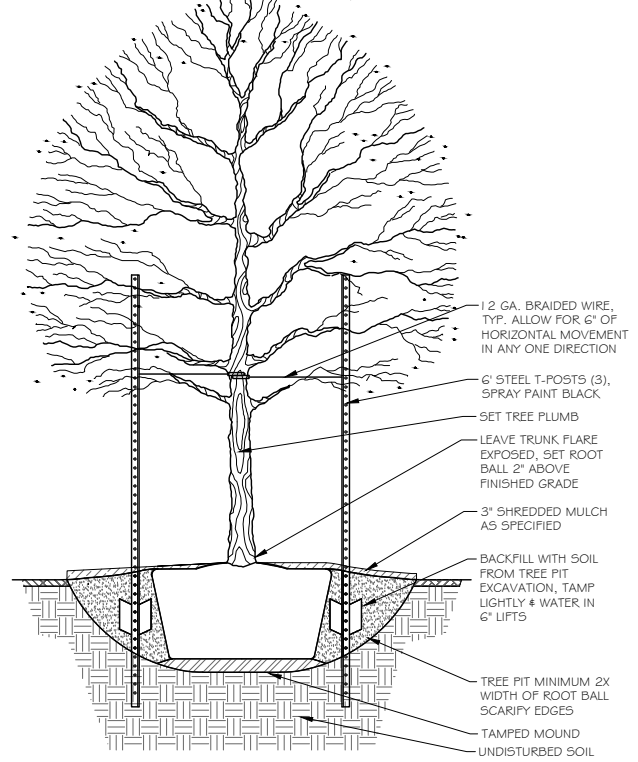 12 GA. BRAIDED WIRE,
TYP. ALLOW FOR 6" OF
HORIZONTAL MOVEMENT
IN ANY ONE DIRECTION
6' STEEL T-POSTS (3),
SPRAY PAINT BLACK
SET TREE PLUMB
LEAVE TRUNK FLARE
EXPOSED, SET ROOT
BALL 2" ABOVE
FINISHED GRADE
3" SHREDDED MULCH
AS SPECIFIED
BACKFILL WITH SOIL
FROM TREE PIT
EXCAVATION, TAMP
LIGHTLY & WATER IN
6" LIFTS
TREE PIT MINIMUM 2X
WIDTH OF ROOT BALL
SCARIFY EDGES
TAMPED MOUND
UNDISTURBED SOIL